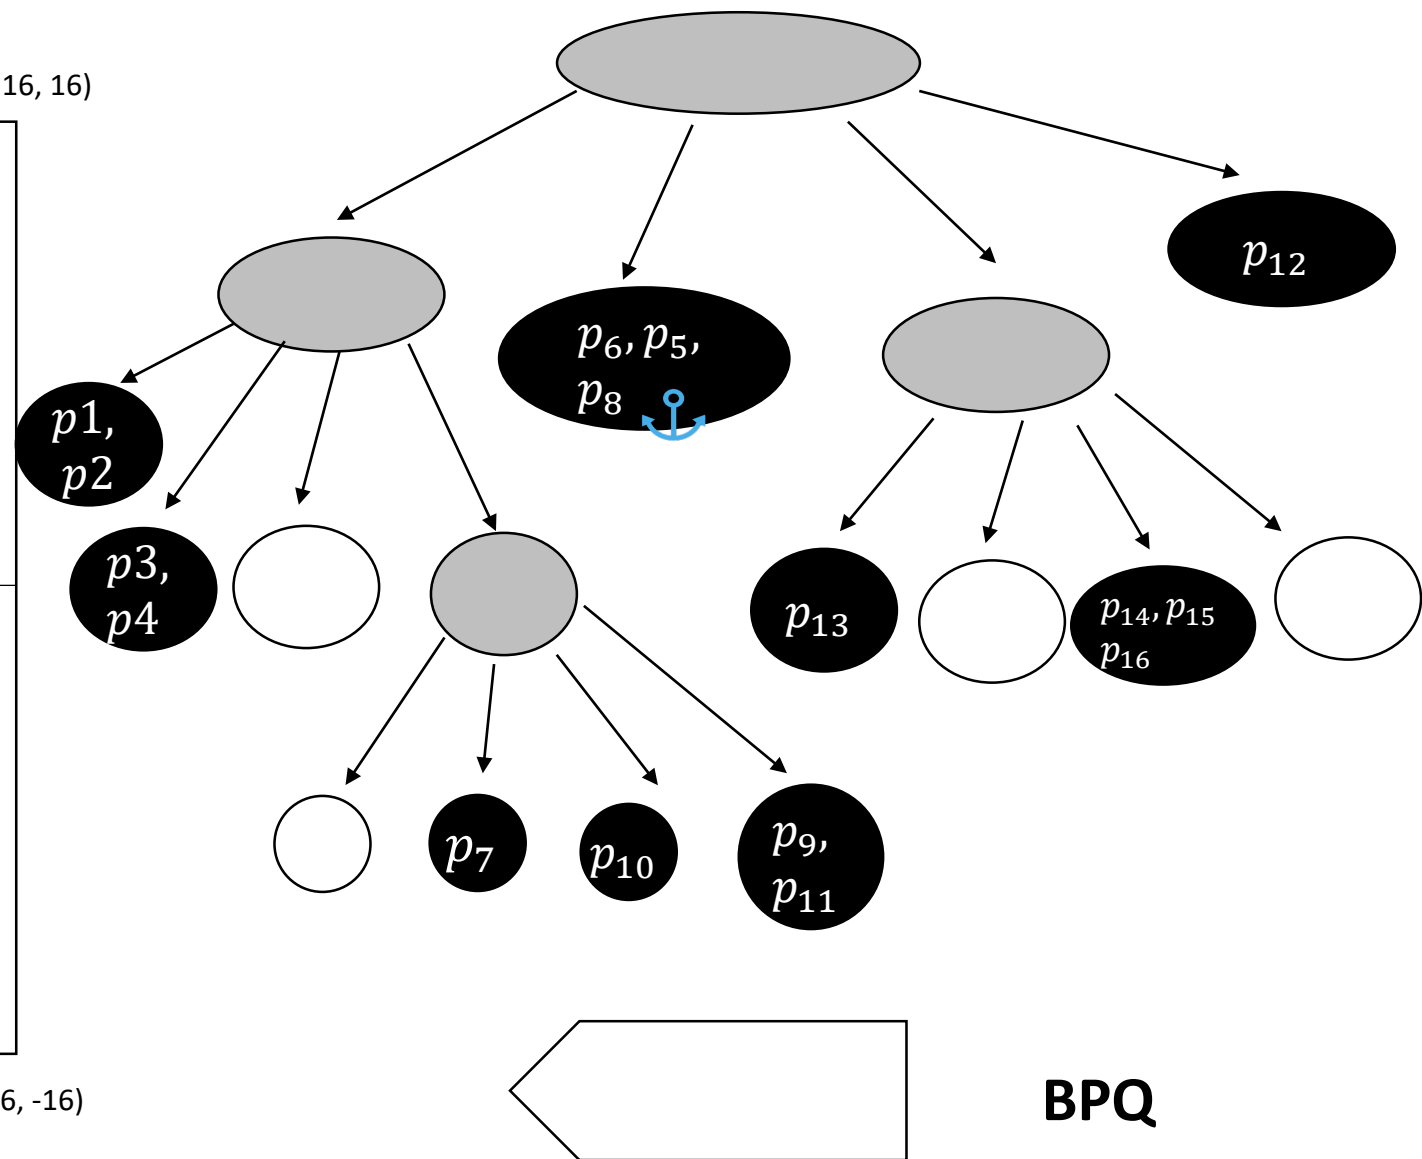 16, 16)
p₁₂
p₆, p₅,
p₈
p1,
p2
p3,
p4
p₁₃
p₁₄, p₁₅
p₁₆
p₇
p₁₀
p₉,
p₁₁
6, -16)
BPQ